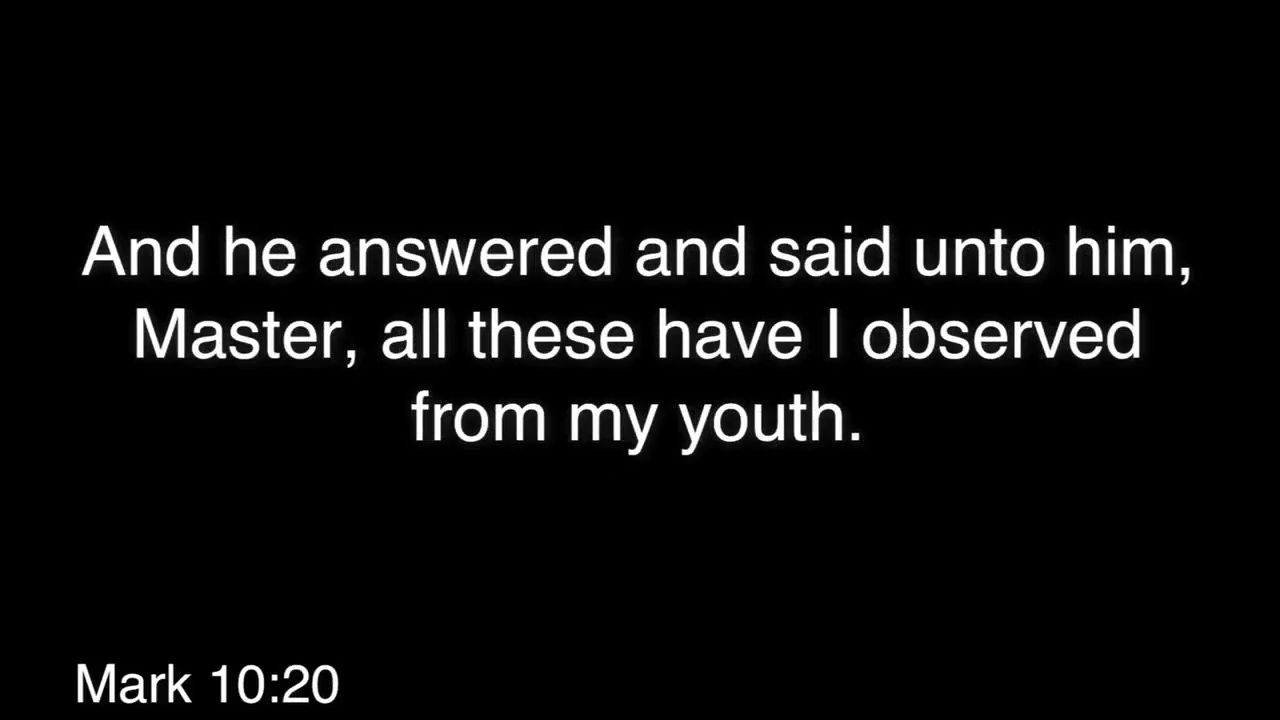 And he answered and said unto him,
Master, all these have I observed
from my youth.
Mark 10:20